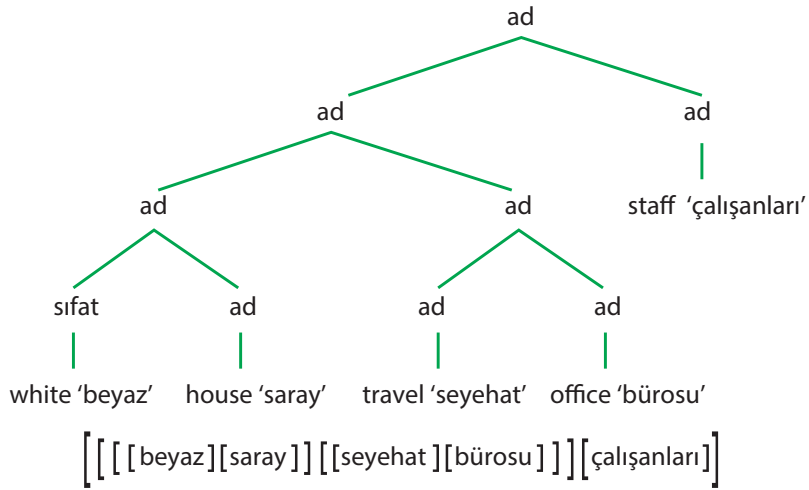 ad
ad ad
ad ad staff ‘çalışanları’
sıfat ad ad ad
white ‘beyaz’ house ‘saray’ travel ‘seyehat’ office ‘bürosu’
[[[[beyaz][saray]][[seyehat][bürosu]]][çalışanları]]